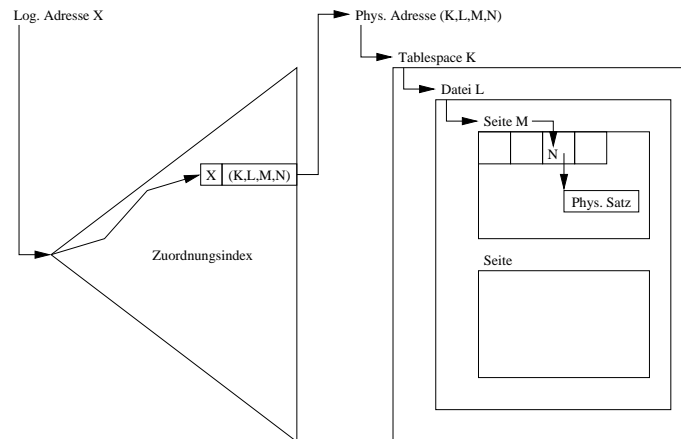 Log. Adresse X
Phys. Adresse (K,L,M,N)
Tablespace K
Datei L
Seite M
N
X
(K,L,M,N)
Phys. Satz
Zuordnungsindex
Seite